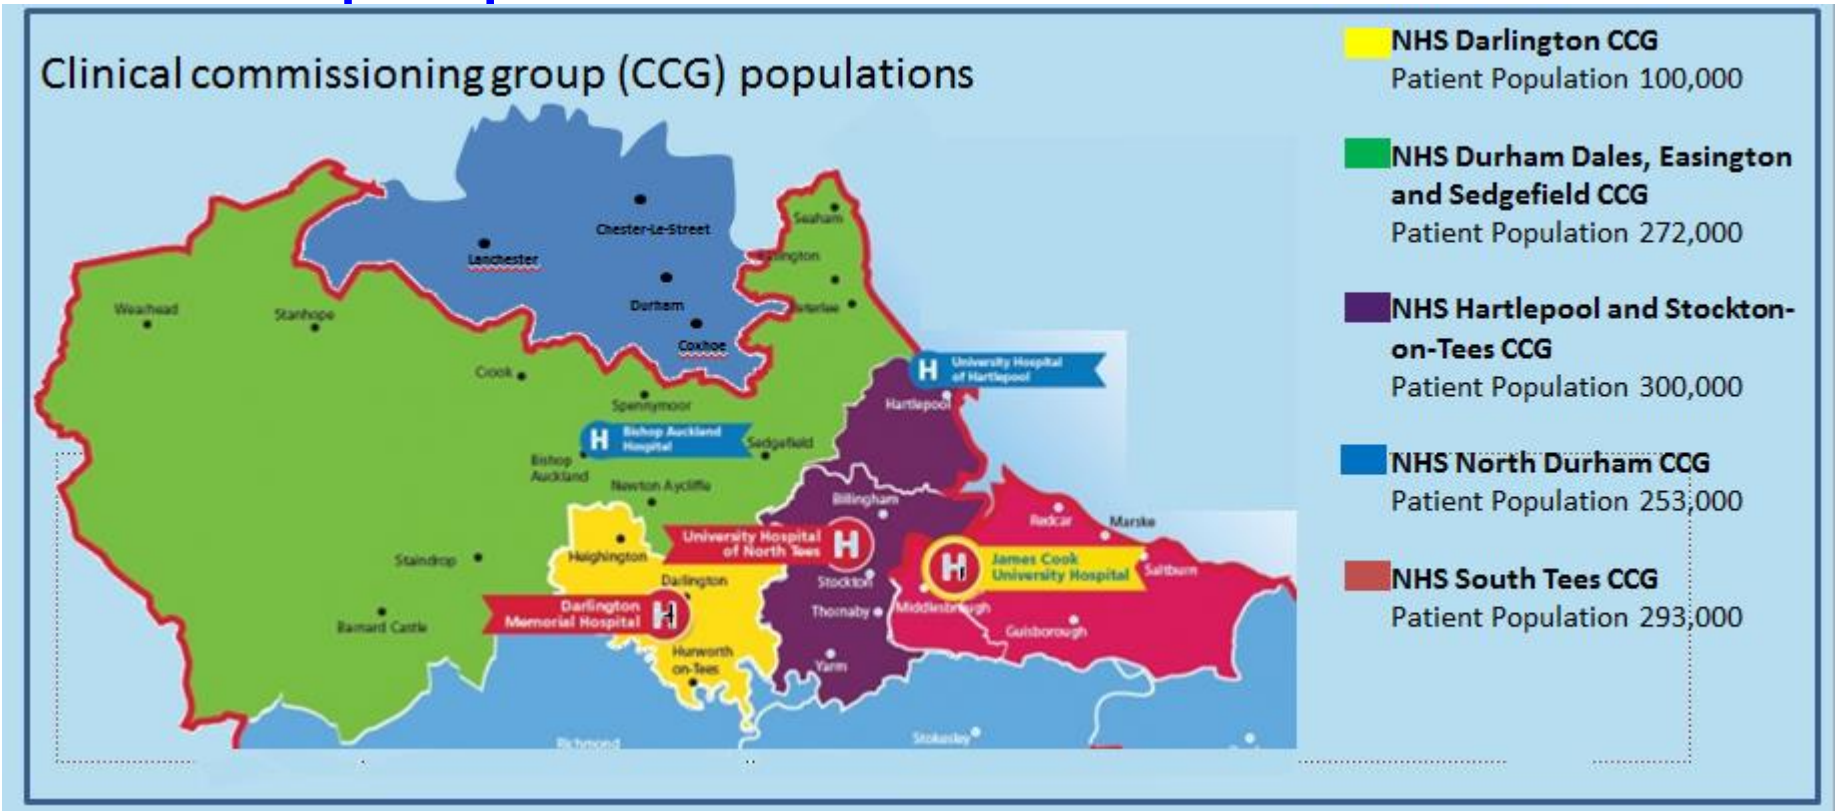 Clinical commissioning group (CCG) populations
NHS Darlington CCG
Patient Population 100,000
NHS Durham Dales, Easington
and Sedgefield CCG
Patient Population 272,000
NHS Hartlepool and Stockton-
on-Tees CCG
Patient Population 300,000
NHS North Durham CCG
Patient Population 253,000
NHS South Tees CCG
Patient Population 293,000
Chester-Le-Street
Lanchester
Durham
Coxhoe
Seaham
Wearhead
Stanhope
Crook
Spennymoor
H University Hospital
of Hartlepool
Hartlepool
H Bishop Auckland
Hospital
Sedgefield
Bishop
Auckland
Newton Aycliffe
Billingham
Redcar
Marske
University Hospital
of North Tees H
Heighington
Staindrop
Darlington
Stockton
H James Cook
University Hospital
Saltburn
Darlington
Memorial Hospital H
Barnard Castle
Thornaby
Middlesbrough
Guisborough
Hurworth
on-Tees
Yarm
Richmond
Stokesley